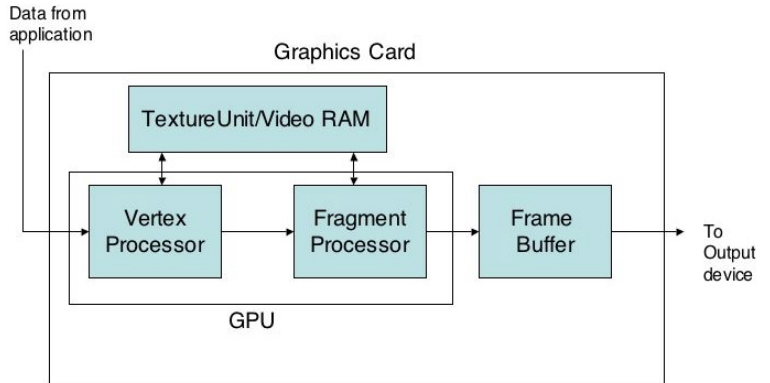 Data from
application
Graphics Card
TextureUnit/Video RAM
Vertex
Processor
Fragment
Processor
Frame
Buffer
To
Output
device
GPU